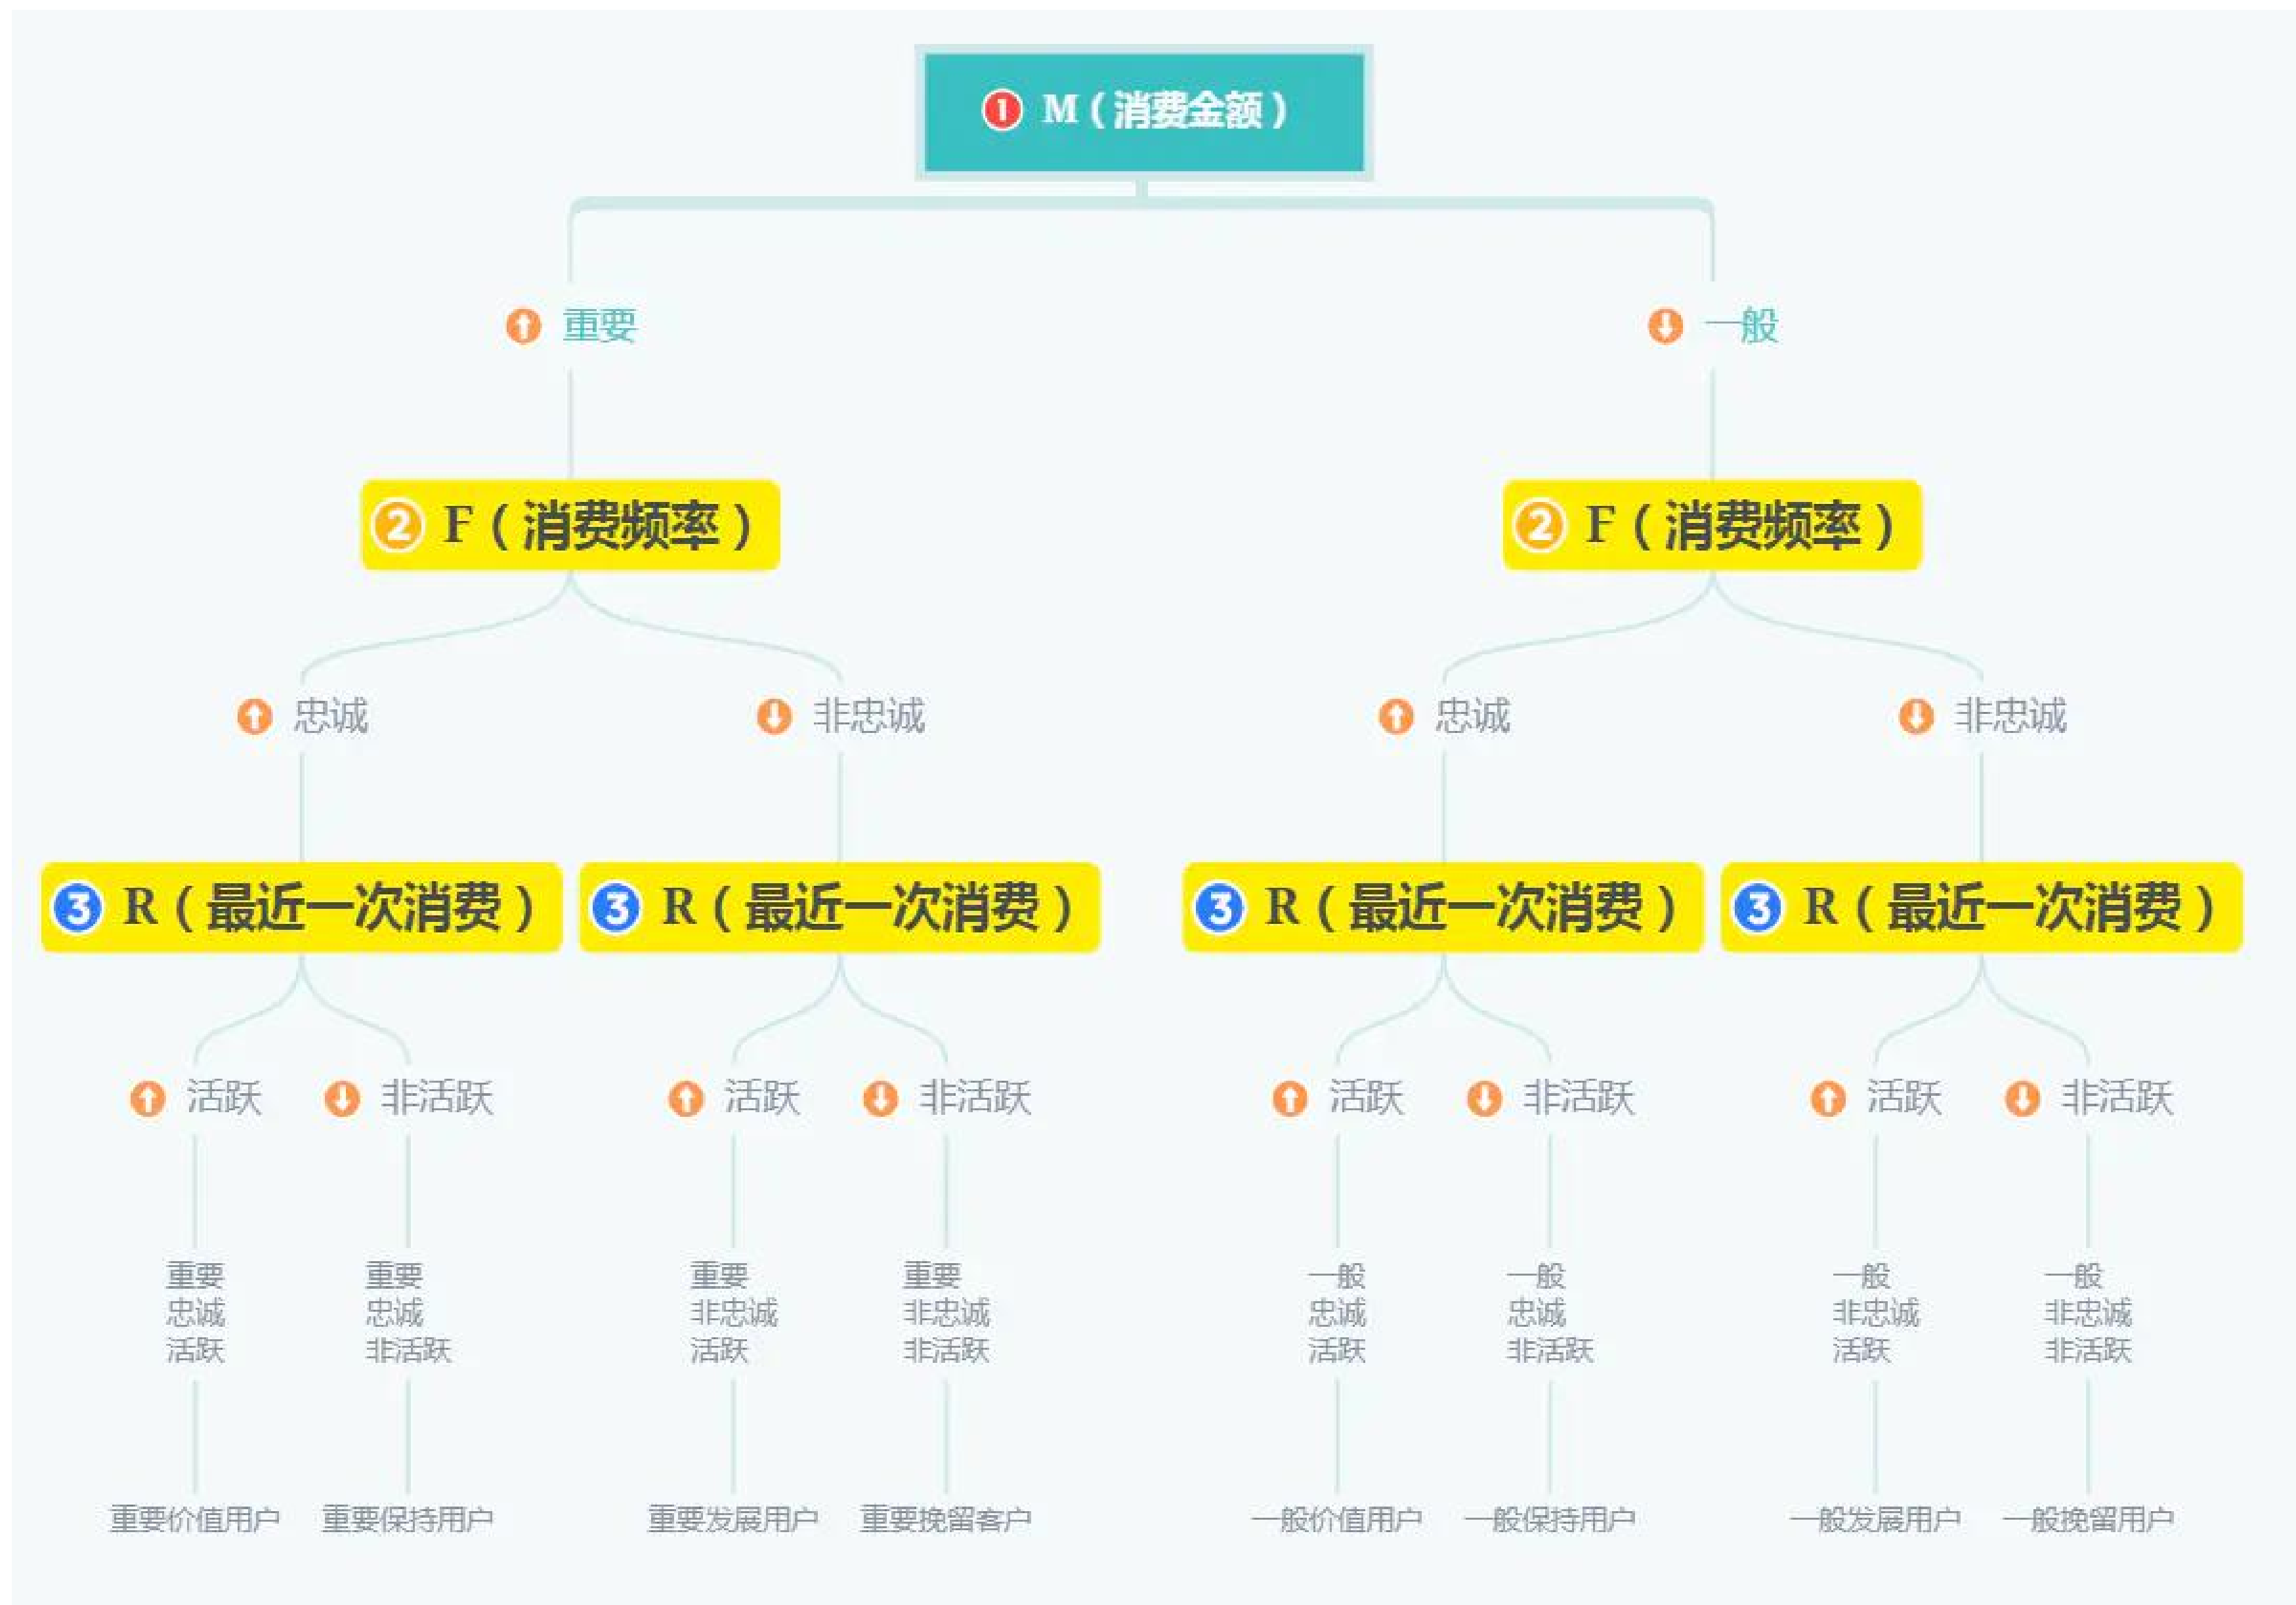 1 M（消费金额）
重要
一般
2 F（消费频率）
2 F（消费频率）
忠诚
非忠诚
忠诚
非忠诚
3 R（最近一次消费）
3 R（最近一次消费）
3 R（最近一次消费）
3 R（最近一次消费）
活跃
非活跃
活跃
非活跃
活跃
非活跃
活跃
非活跃
重要
忠诚
活跃
重要
忠诚
非活跃
重要
非忠诚
活跃
重要
非忠诚
非活跃
一般
忠诚
活跃
一般
忠诚
非活跃
一般
非忠诚
活跃
一般
非忠诚
非活跃
重要价值用户
重要保持用户
重要发展用户
重要挽留客户
一般价值用户
一般保持用户
一般发展用户
一般挽留用户